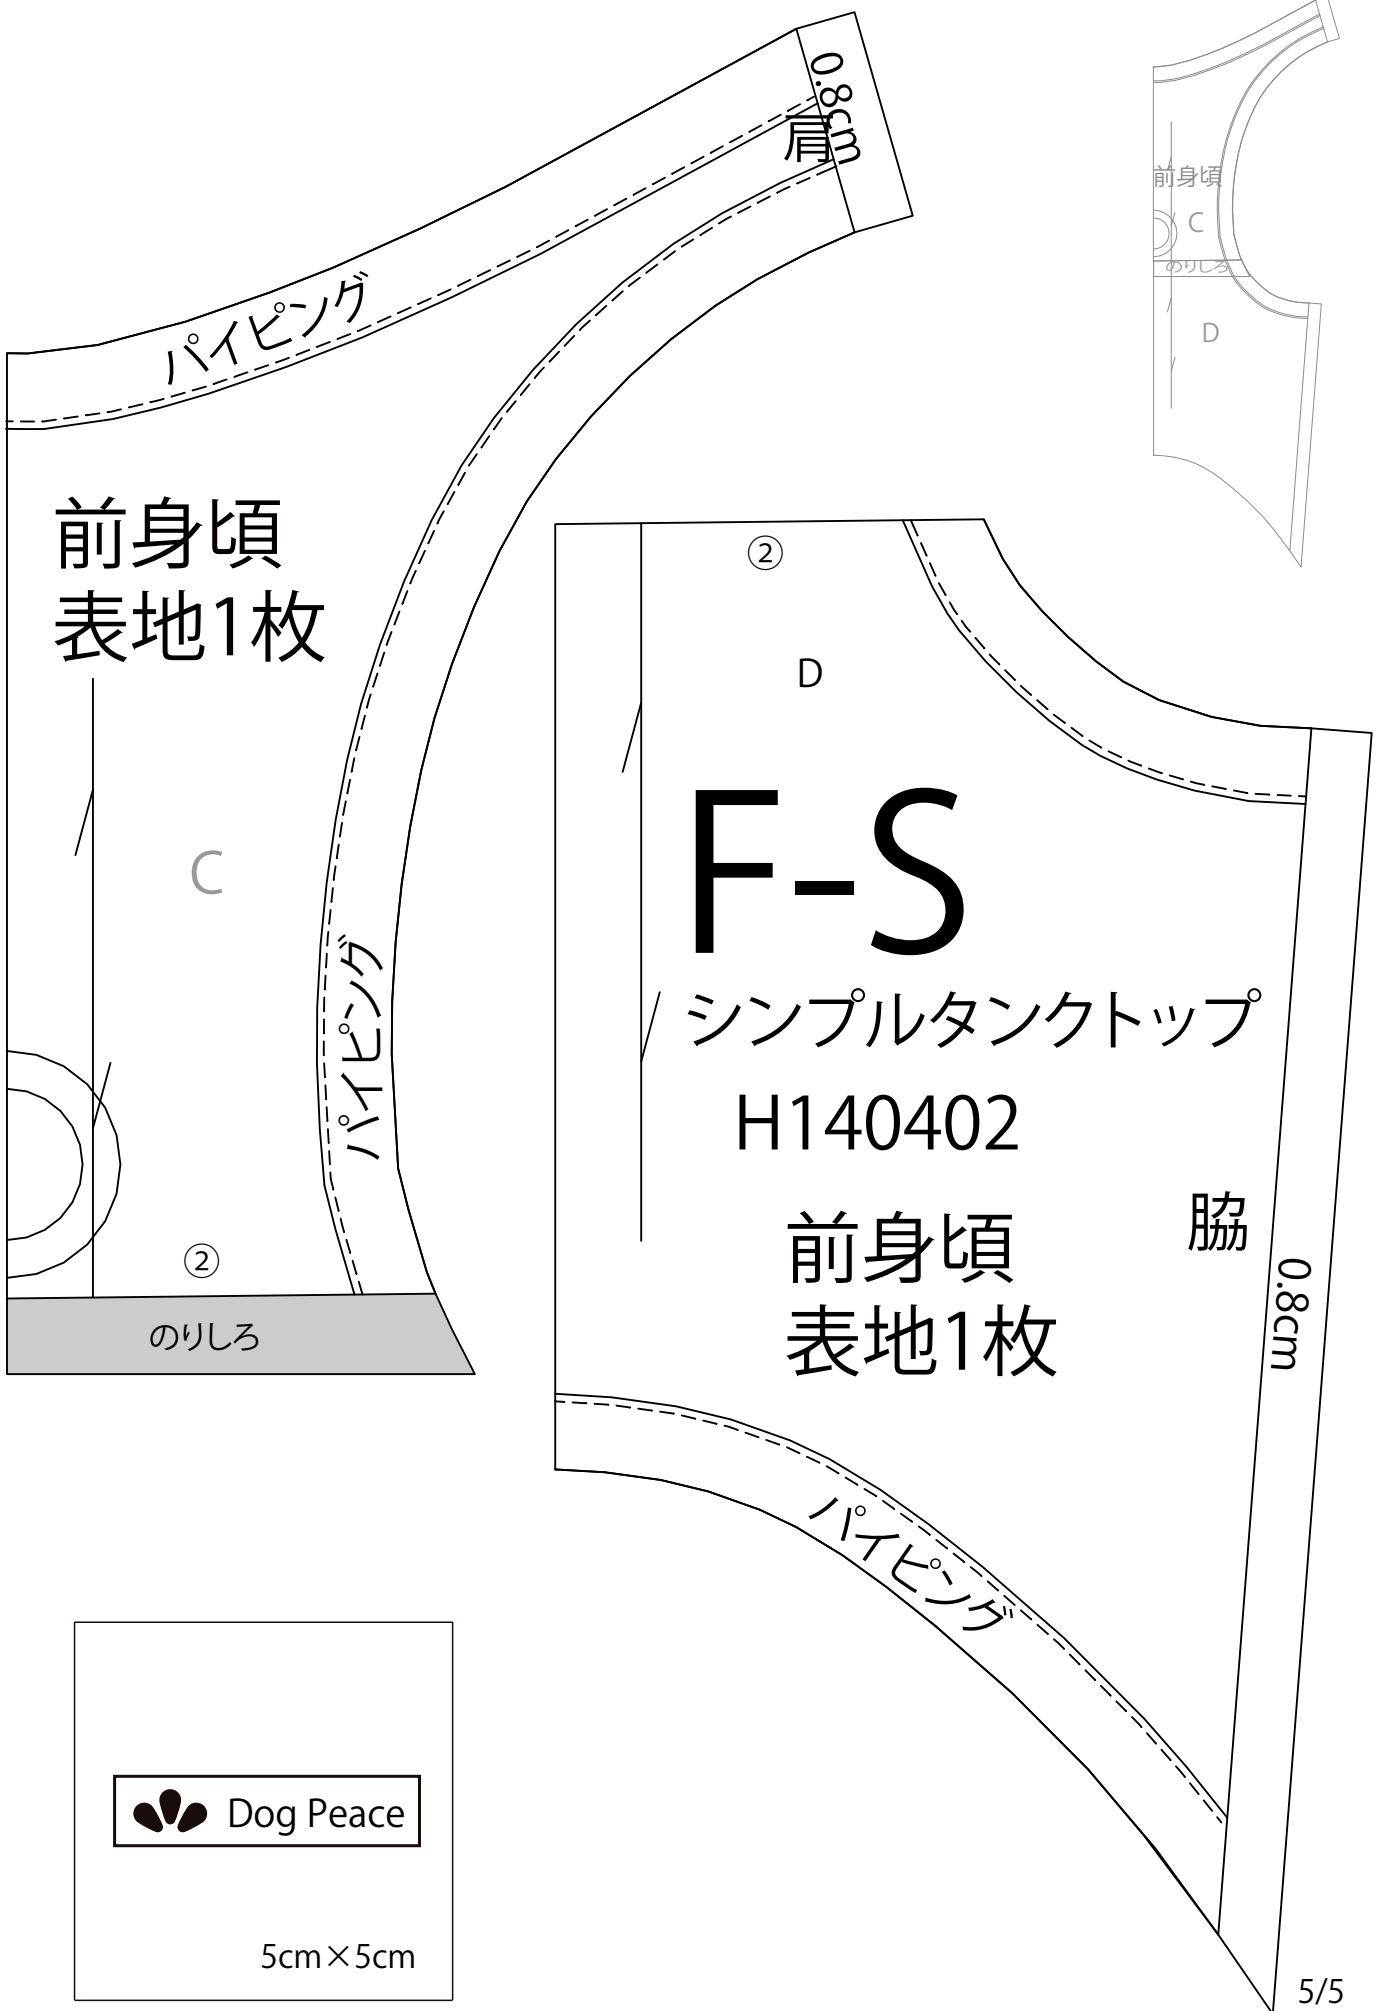 0.8cm
肩
パイピング
前身頃
表地1枚
C
パイピング
②
のりしろ
前身頃
C
のりしろ
D
②
D
F-S
シンプルタンクトップ
H140402
前身頃
表地1枚
脇
0.8cm
パイピング
Dog Peace
5cm×5cm
5/5